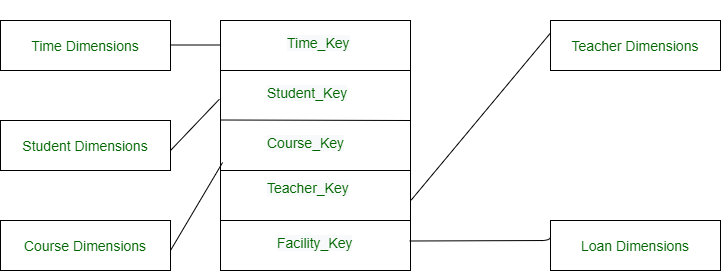 Time Dimensions
Time_Key
Teacher Dimensions
Student_Key
Student Dimensions
Course_Key
Teacher_Key
Course Dimensions
Facility_Key
Loan Dimensions